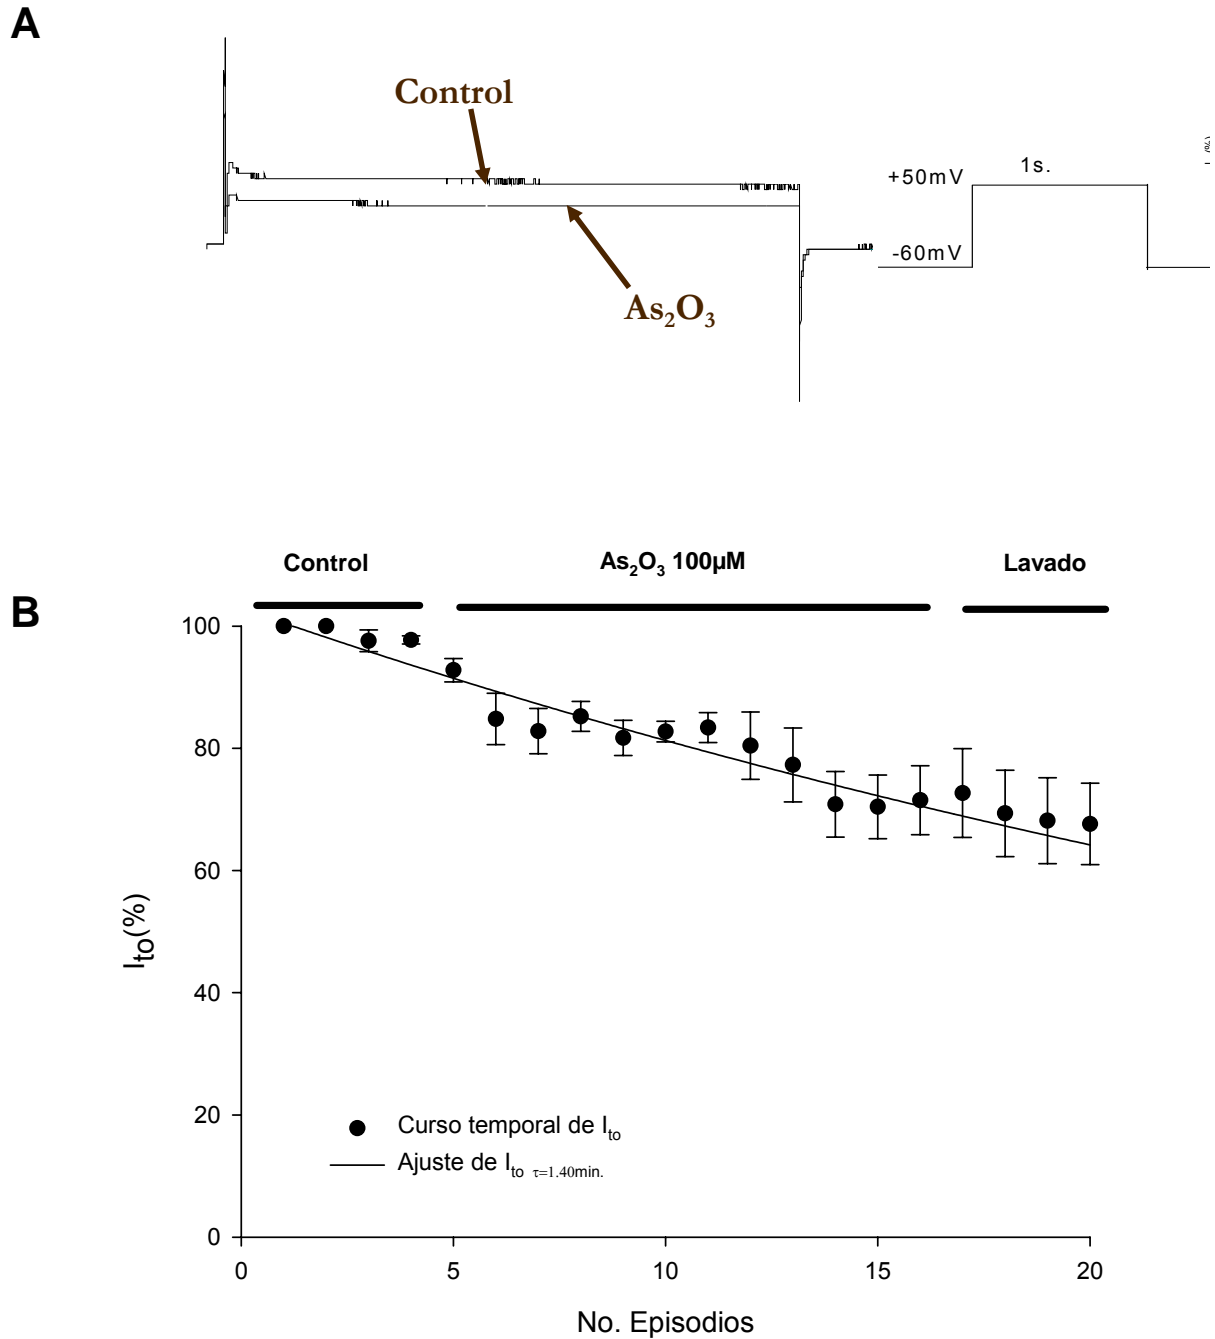 A
Control
As₂O₃
+50mV
1s.
-60mV
(%)
Control
As₂O₃ 100µM
Lavado
B
100
80
60
40
20
0
Ito(%)
Curso temporal de Ito
Ajuste de Ito τ=1.40min.
0
5
10
15
20
No. Episodios